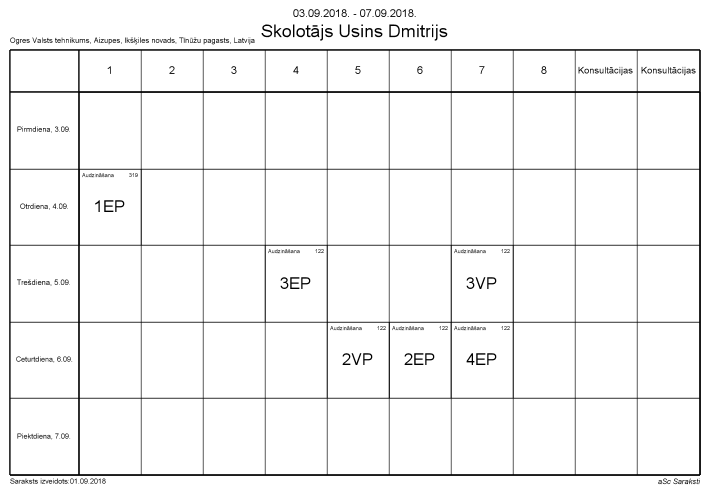 03.09.2018. - 07.09.2018.
Skolotājs Usins Dmitrijs
Ogres Valsts tehnikums, Aizupes, Ikšķiles novads, Tīnūžu pagasts, Latvija
1 2 3 4 5 6 7 8 Konsultācijas Konsultācijas
Pirmdiena, 3.09.
Audzināšana 319
Otrdiena, 4.09. 1EP
Audzināšana 122 Audzināšana 122
Trešdiena, 5.09. 3EP 3VP
Audzināšana 122 Audzināšana 122 Audzināšana 122
Ceturtdiena, 6.09. 2VP 2EP 4EP
Piektdiena, 7.09.
Saraksts izveidots:01.09.2018 aSc Saraksti